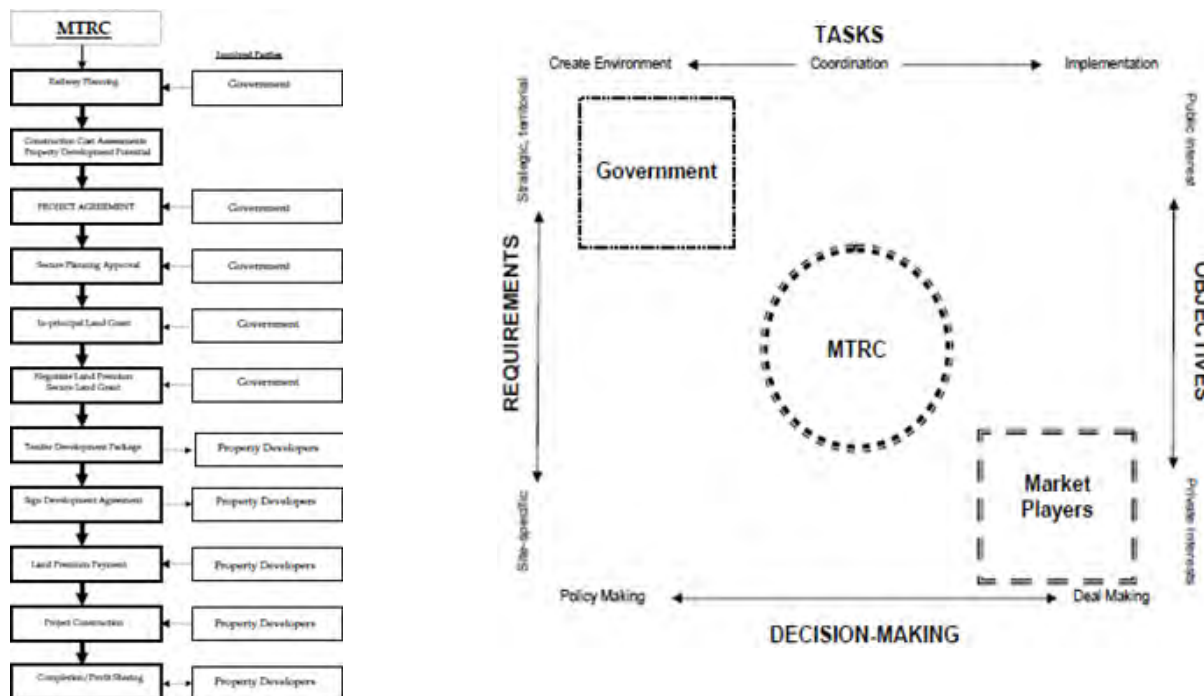 MTRC
Involved Parties
Railway Planning
Government
Construction Cost Assessments
Property Development Potential
PROJECT AGREEMENT
Government
Secure Planning Approval
Government
In-principal Land Grant
Government
Negotiate Land Premium
Secure Land Grant
Government
Tender Development Package
Property Developers
Sign Development Agreement
Property Developers
Land Premium Payment
Property Developers
Project Construction
Property Developers
Completion/Profit Sharing
Property Developers
TASKS
Create Environment
Coordination
Implementation
Strategic, territorial
REQUIREMENTS
Site-specific
Government
MTRC
Market
Players
Public Interest
OBJECTIVES
Private Interests
Policy Making
Deal Making
DECISION-MAKING